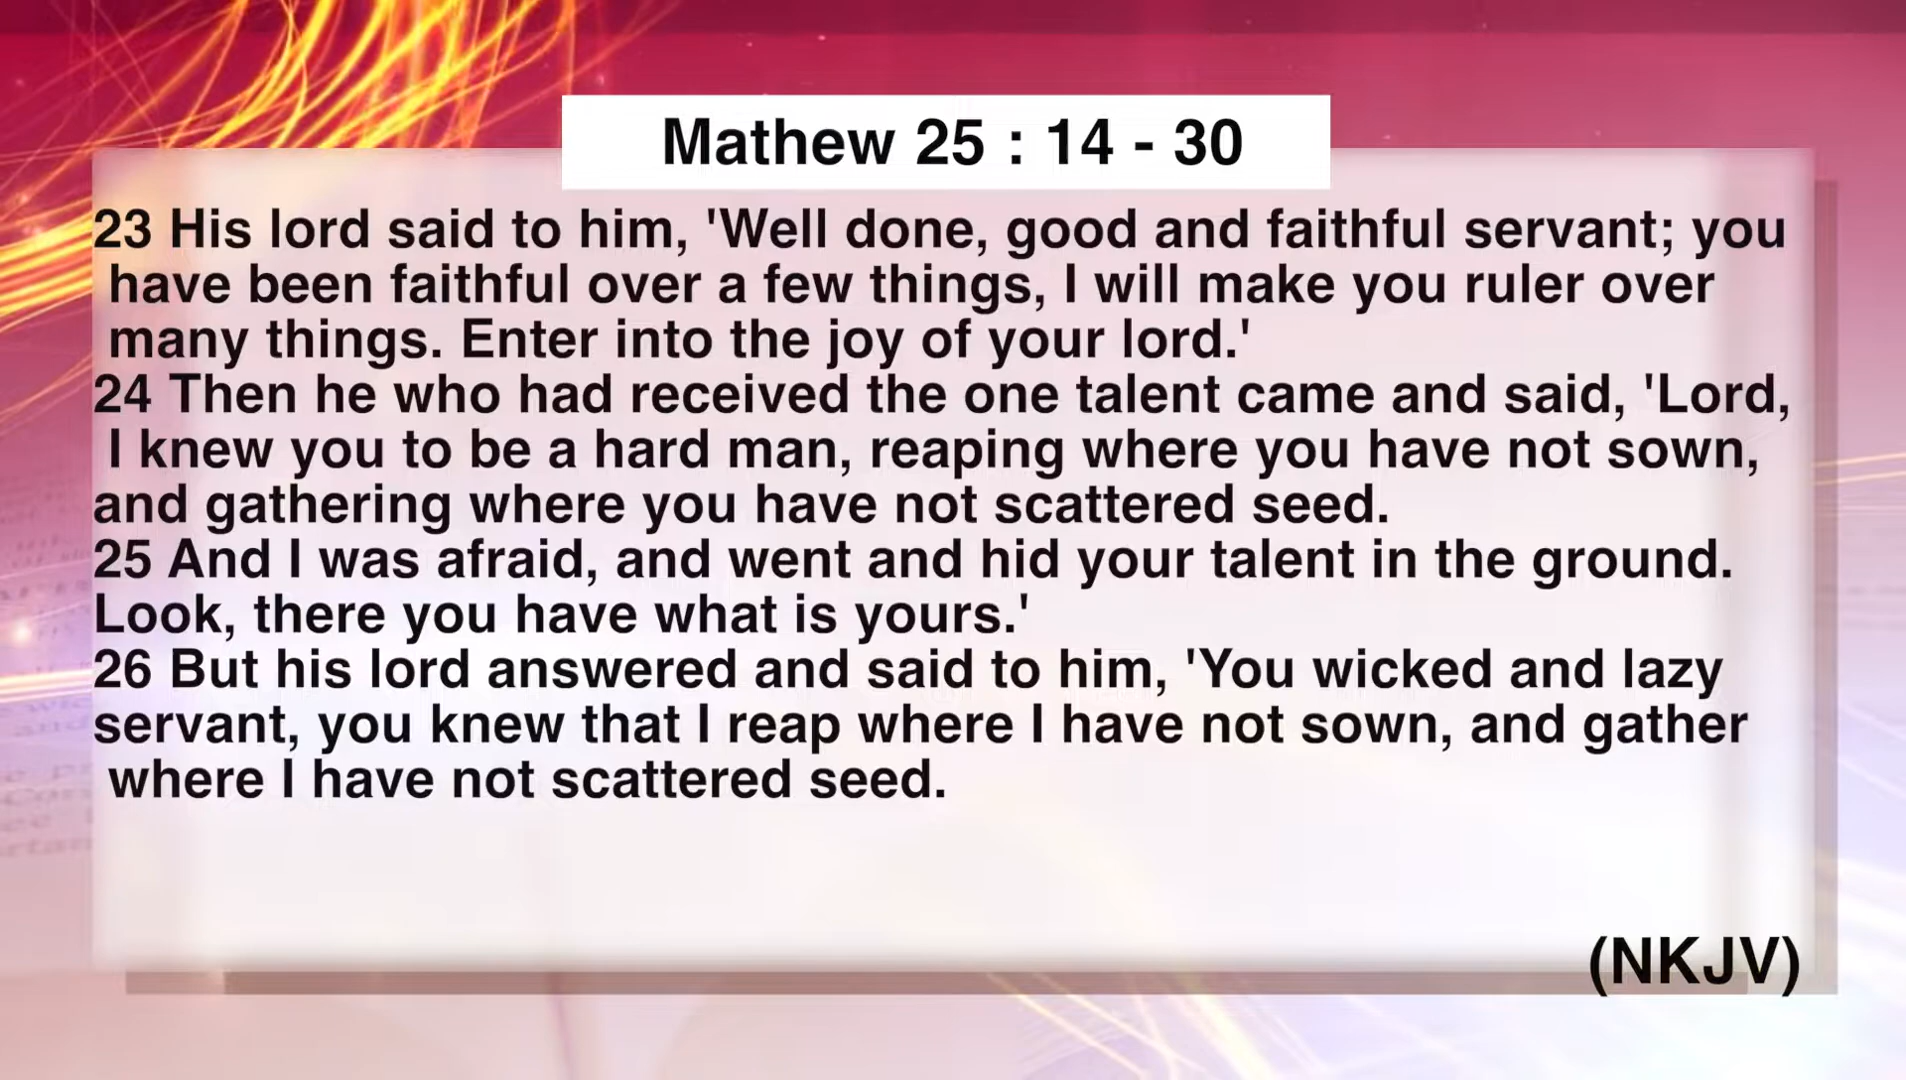 Mathew 25 : 14 - 30
23 His lord said to him, 'Well done, good and faithful servant; you
have been faithful over a few things, I will make you ruler over
many things. Enter into the joy of your lord.'
24 Then he who had received the one talent came and said, 'Lord,
I knew you to be a hard man, reaping where you have not sown,
and gathering where you have not scattered seed.
25 And I was afraid, and went and hid your talent in the ground.
Look, there you have what is yours.'
26 But his lord answered and said to him, 'You wicked and lazy
servant, you knew that I reap where I have not sown, and gather
where I have not scattered seed.
(NKJV)